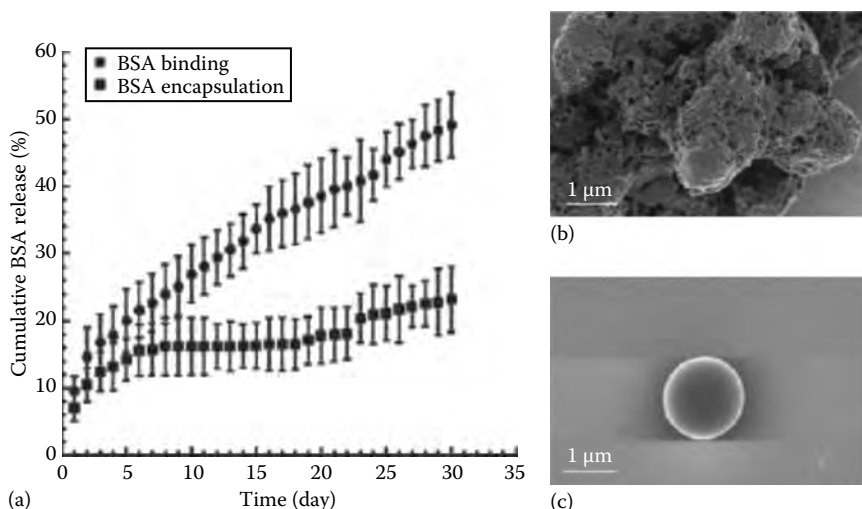 60
50
40
30
20
10
0
Cumulative BSA release (%)
BSA binding
BSA encapsulation
0 5 10 15 20 25 30 35
Time (day)
(a)
1 μm
(b)
1 μm
(c)